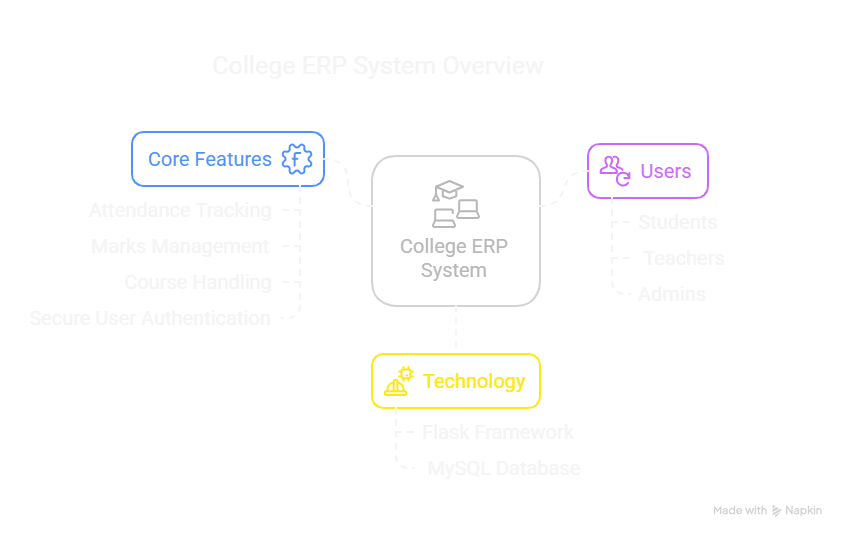 College ERP System Overview
Core Features
Attendance Tracking
Marks Management
Course Handling
Secure User Authentication
College ERP
System
Users
Students
Teachers
Admins
Technology
Flask Framework
MySQL Database
Made with Napkin